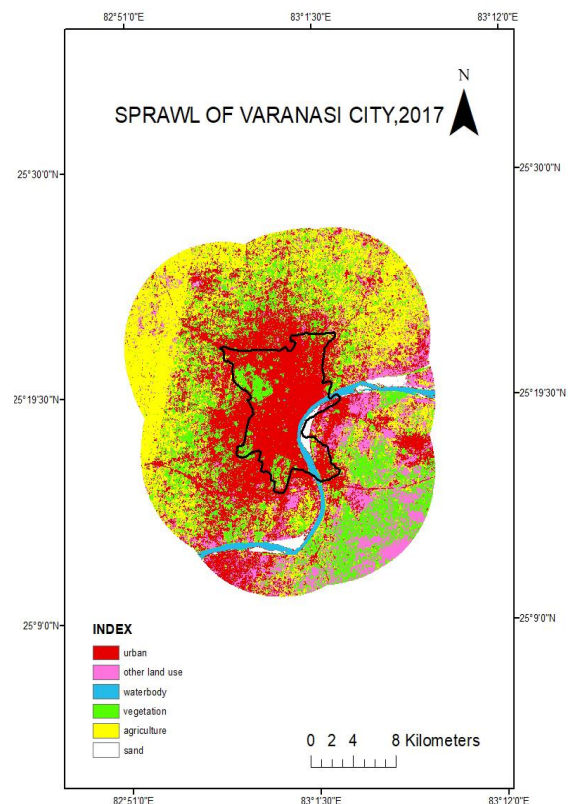 82°51'0"E 83°1'30"E 83°12'0"E
N
SPRAWL OF VARANASI CITY,2017
25°30'0"N 25°30'0"N
25°19'30"N 25°19'30"N
25°9'0"N 25°9'0"N
INDEX
urban
other land use
waterbody
vegetation
agriculture
sand
0 2 4 8 Kilometers
82°51'0"E 83°1'30"E 83°12'0"E